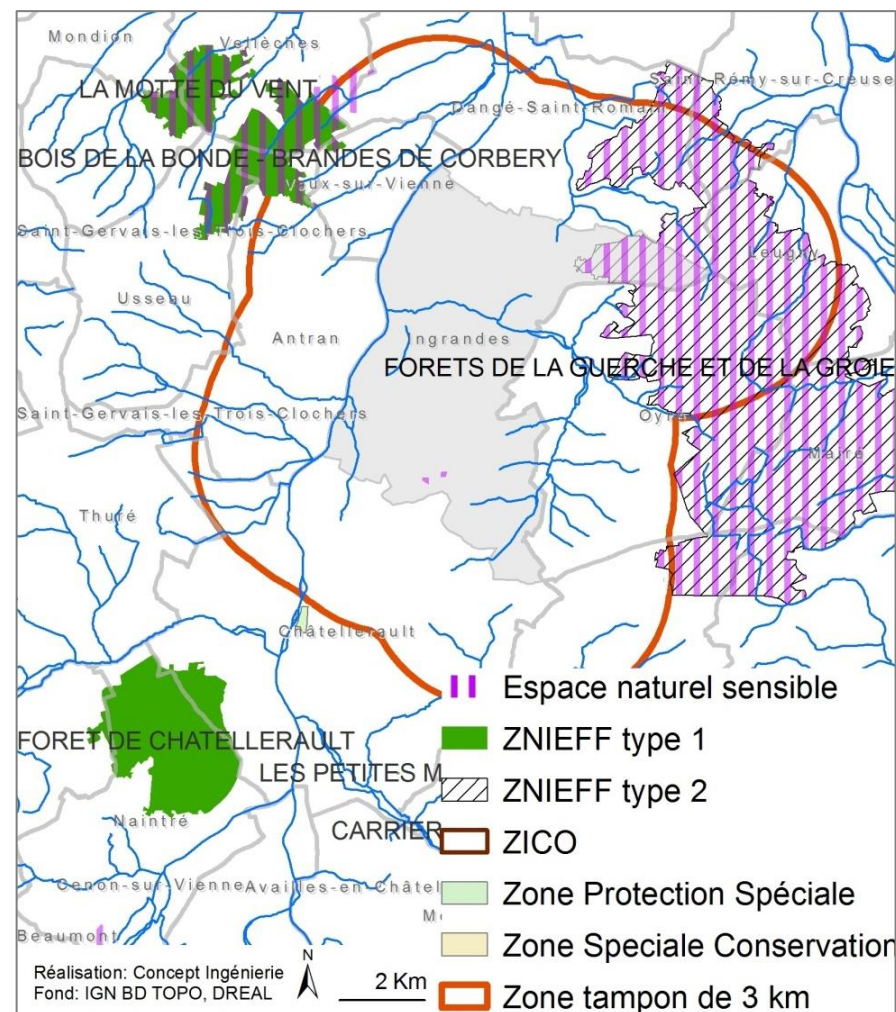 Mondion
Vellèches
Saint-Rémy-sur-Creuse
LA MOTTE DU VENT
Dangé-Saint-Romain
BOIS DE LA BONDE - BRANDES DE CORBERY
Vaux-sur-Vienne
Saint-Gervais-les-Trois-Clochers
Leugny
Usseau
Antran
Ingrandes
FORETS DE LA GUERCHE ET DE LA GROIE
Saint-Gervais-les-Trois-Clochers
Oyré
Mairé
Thuré
Châtellerault
Espace naturel sensible
ZNIEFF type 1
FORET DE CHATELLERAULT
LES PETITES M
ZNIEFF type 2
Naintré
CARRIER
ZICO
Cenon-sur-Vienne
Availles-en-Châtel
Zone Protection Spéciale
Beaumont
Zone Speciale Conservation
Réalisation: Concept Ingénierie
Fond: IGN BD TOPO, DREAL
N
2 Km
Zone tampon de 3 km